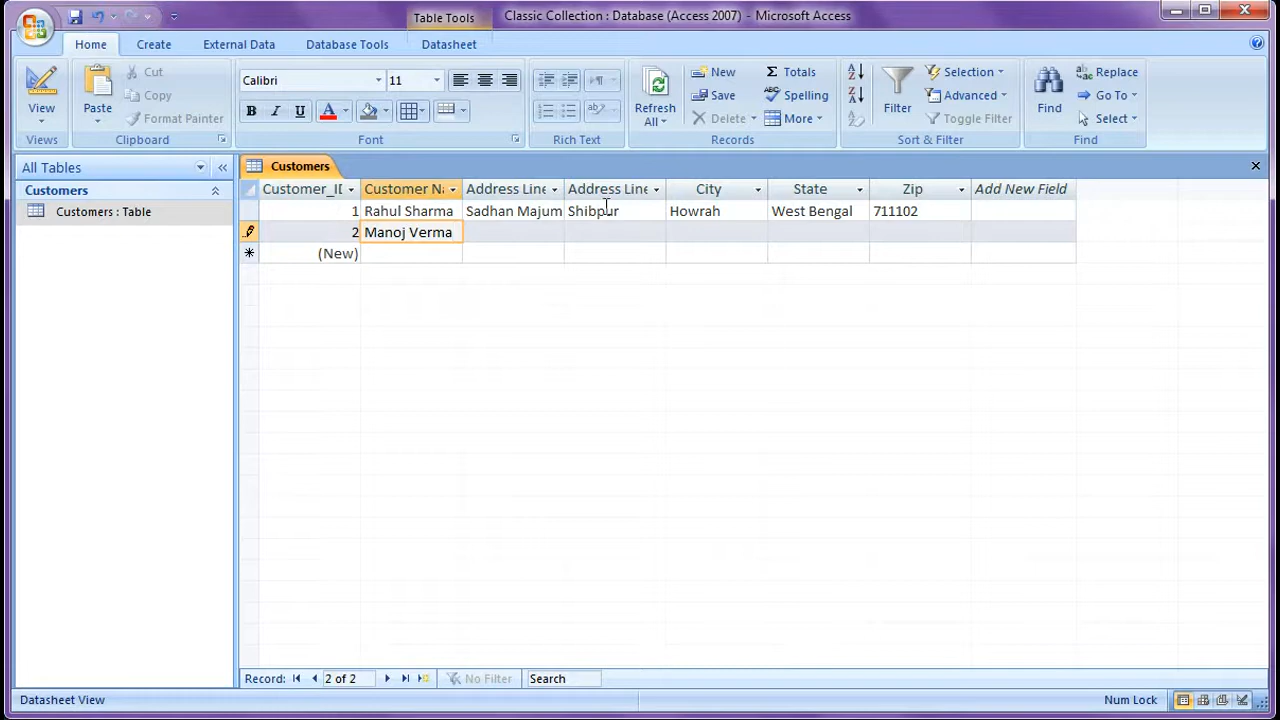 Table Tools
Classic Collection : Database (Access 2007) - Microsoft Access
Home Create External Data Database Tools Datasheet
View
Views
Paste
Cut
Copy
Format Painter
Clipboard
Calibri 11
B I U A
Font
Rich Text
Refresh All
New
Save
Delete
Totals
Spelling
More
Records
Filter
Selection
Advanced
Toggle Filter
Sort & Filter
Find
Replace
Go To
Select
Find
All Tables
Customers
Customers : Table
Customers
Customer_ID Customer Na Address Line Address Line City State Zip Add New Field
1 Rahul Sharma Sadhan Majum Shibpur Howrah West Bengal 711102
2 Manoj Verma
(New)
Record: 2 of 2 No Filter Search
Datasheet View
Num Lock